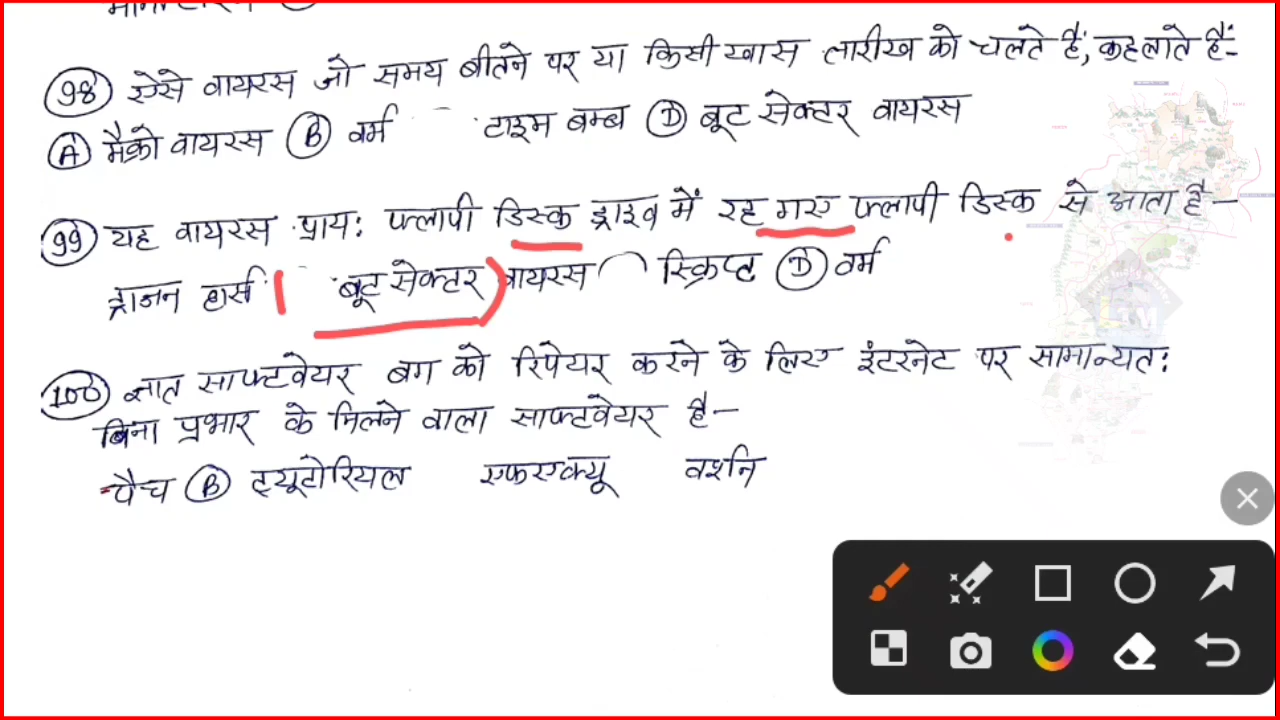 98 ऐसे वायरस जो समय बीतने पर या किसी खास तारीख को चलते हैं, कहलाते हैं-
A मैक्रो वायरस B वर्म टाइम बम्ब D बूट सेक्टर वायरस
99 यह वायरस प्राय: फ्लापी डिस्क ड्राइव में रह गए फ्लापी डिस्क से आता है-
ट्राजन हार्स बूट सेक्टर वायरस स्क्रिप्ट D वर्म
100 ज्ञात साफ्टवेयर बग को रिपेयर करने के लिए इंटरनेट पर सामान्यत:
बिना प्रभार के मिलने वाला साफ्टवेयर है-
पैच B ट्यूटोरियल एफएक्यू वर्शन